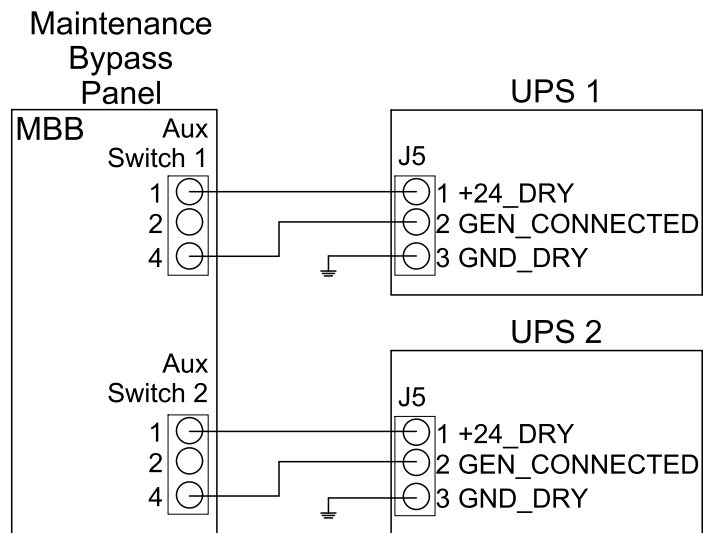 Maintenance
Bypass
Panel
MBB
Aux
Switch 1
1
2
4
UPS 1
J5
1 +24_DRY
2 GEN_CONNECTED
3 GND_DRY
Aux
Switch 2
1
2
4
UPS 2
J5
1 +24_DRY
2 GEN_CONNECTED
3 GND_DRY